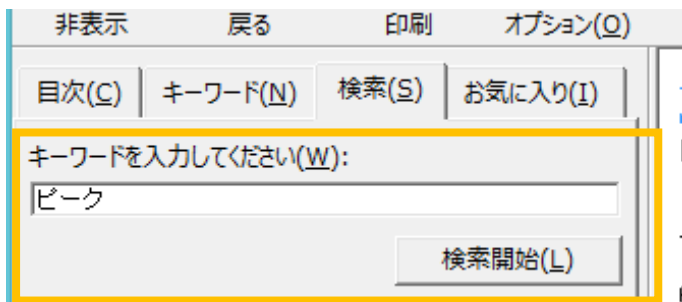 非表示 戻る 印刷 オプション(O)
目次(C) キーワード(N) 検索(S) お気に入り(I)
キーワードを入力してください(W):
ピーク
検索開始(L)